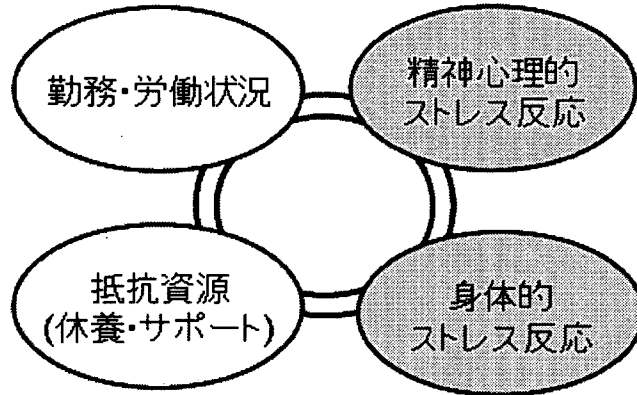 勤務・労働状況
精神心理的
ストレス反応
抵抗資源
(休養・サポート)
身体的
ストレス反応